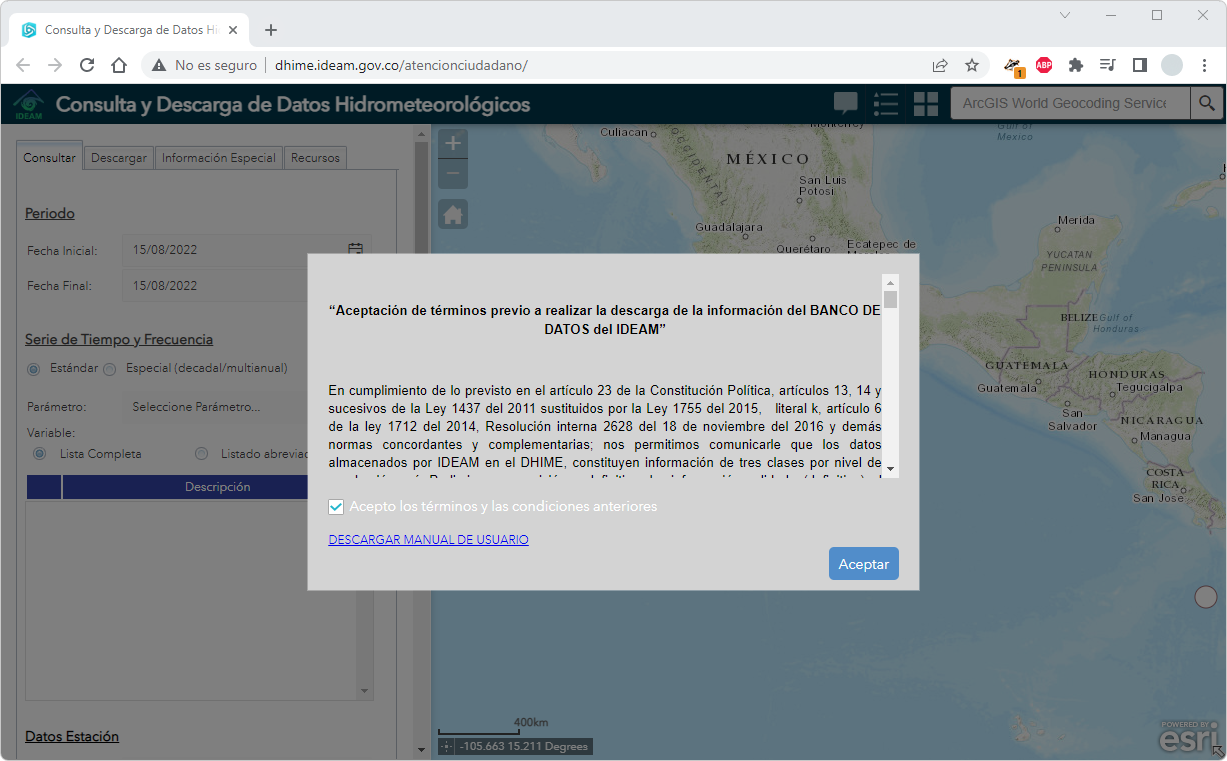 Consulta y Descarga de Datos Hi
No es seguro
dhime.ideam.gov.co/atencionciudadano/
ABP
1
IDEAM
Consulta y Descarga de Datos Hidrometeorológicos
ArcGIS World Geocoding Service
Consultar
Descargar
Información Especial
Recursos
Periodo
Fecha Inicial:
15/08/2022
Fecha Final:
15/08/2022
Serie de Tiempo y Frecuencia
Estándar
Especial (decadal/multianual)
Parámetro:
Seleccione Parámetro...
Variable:
Lista Completa
Listado abreviad
Descripción
Datos Estación
“Aceptación de términos previo a realizar la descarga de la información del BANCO DE
DATOS del IDEAM”
En cumplimiento de lo previsto en el artículo 23 de la Constitución Política, artículos 13, 14 y
sucesivos de la Ley 1437 del 2011 sustituidos por la Ley 1755 del 2015, literal k, artículo 6
de la ley 1712 del 2014, Resolución interna 2628 del 18 de noviembre del 2016 y demás
normas concordantes y complementarias; nos permitimos comunicarle que los datos
almacenados por IDEAM en el DHIME, constituyen información de tres clases por nivel de
Acepto los términos y las condiciones anteriores
DESCARGAR MANUAL DE USUARIO
Aceptar
+
−
Culiacan
Monterrey
Gulf of
Mexico
OCCIDENTAL
MÉXICO
San Luis
Potosi
Guadalajara
Querétaro
Ecatepec de
Morelos
Merida
YUCATAN
PENINSULA
BELIZE
Gulf of
Honduras
GUATEMALA
Guatemala
HONDURAS
Tegucigalpa
San
Salvador
NICARAGUA
Managua
COSTA
RICA
San Jose
400km
-105.663 15.211 Degrees
POWERED BY
esri